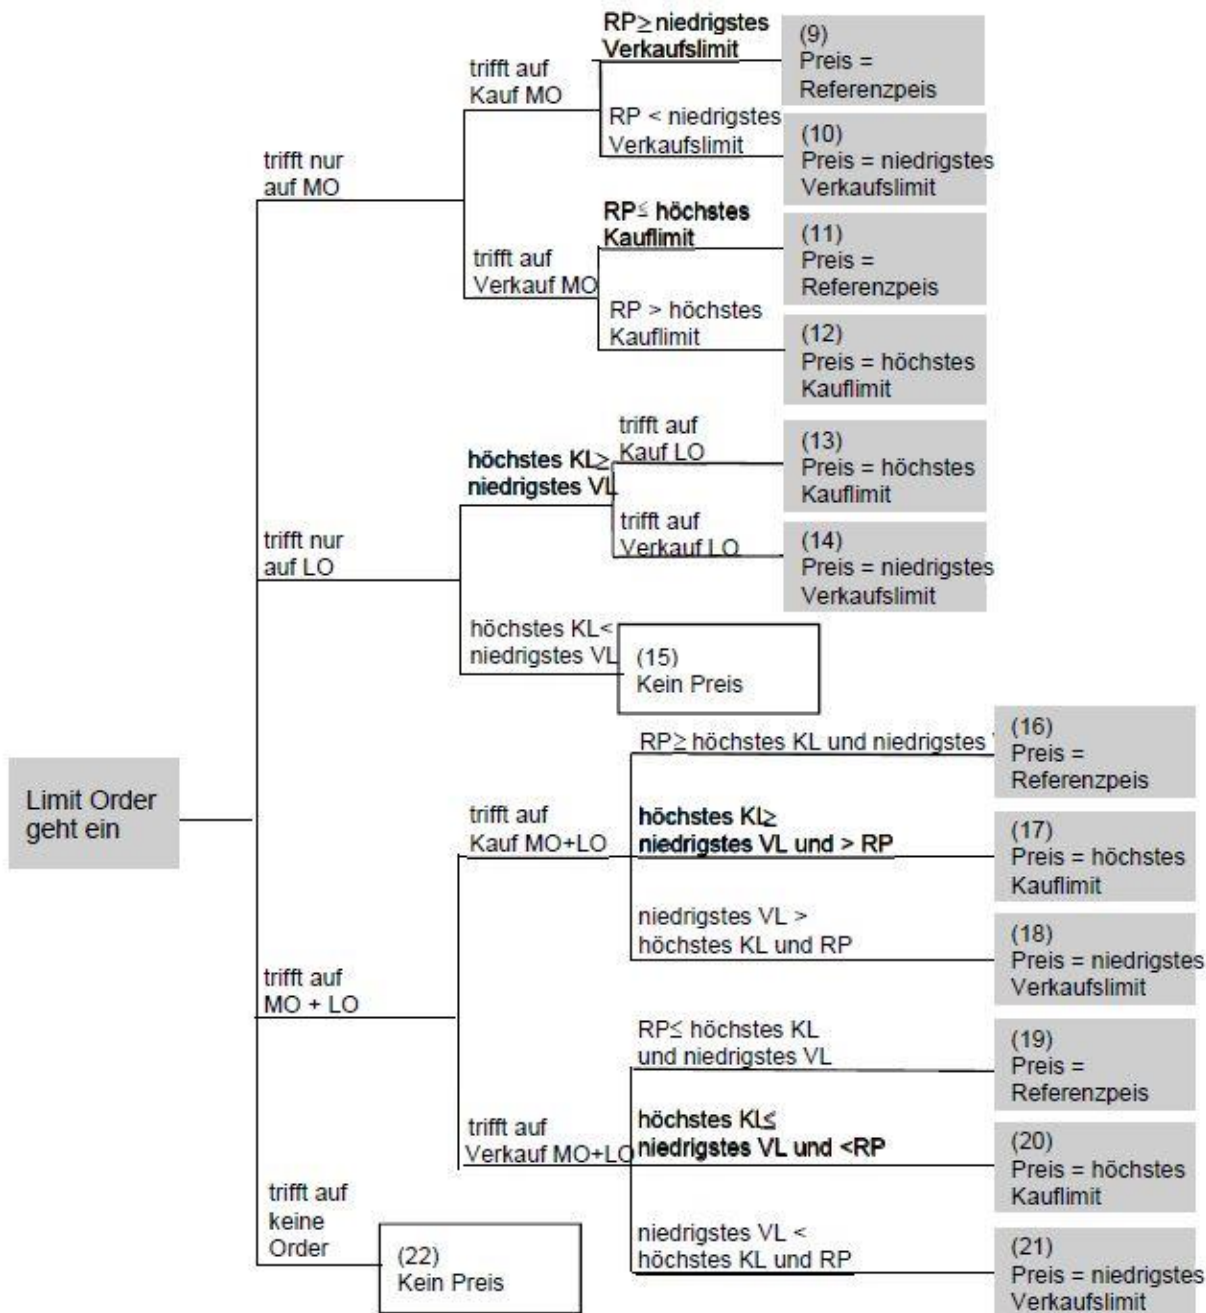 RP≥ niedrigstes
Verkaufslimit
(9)
Preis =
Referenzpeis
trifft auf
Kauf MO
RP < niedrigstes
Verkaufslimit
(10)
Preis = niedrigstes
Verkaufslimit
trifft nur
auf MO
RP≤ höchstes
Kauflimit
(11)
Preis =
Referenzpeis
trifft auf
Verkauf MO
RP > höchstes
Kauflimit
(12)
Preis = höchstes
Kauflimit
trifft auf
Kauf LO
(13)
Preis = höchstes
Kauflimit
höchstes KL≥
niedrigstes VL
trifft auf
Verkauf LO
(14)
Preis = niedrigstes
Verkaufslimit
trifft nur
auf LO
höchstes KL<
niedrigstes VL
(15)
Kein Preis
Limit Order
geht ein
RP≥ höchstes KL und niedrigstes
(16)
Preis =
Referenzpeis
trifft auf
Kauf MO+LO
höchstes KL≥
niedrigstes VL und > RP
(17)
Preis = höchstes
Kauflimit
niedrigstes VL >
höchstes KL und RP
(18)
Preis = niedrigstes
Verkaufslimit
trifft auf
MO + LO
RP≤ höchstes KL
und niedrigstes VL
(19)
Preis =
Referenzpeis
trifft auf
Verkauf MO+LO
höchstes KL≤
niedrigstes VL und <RP
(20)
Preis = höchstes
Kauflimit
niedrigstes VL <
höchstes KL und RP
(21)
Preis = niedrigstes
Verkaufslimit
trifft auf
keine
Order
(22)
Kein Preis